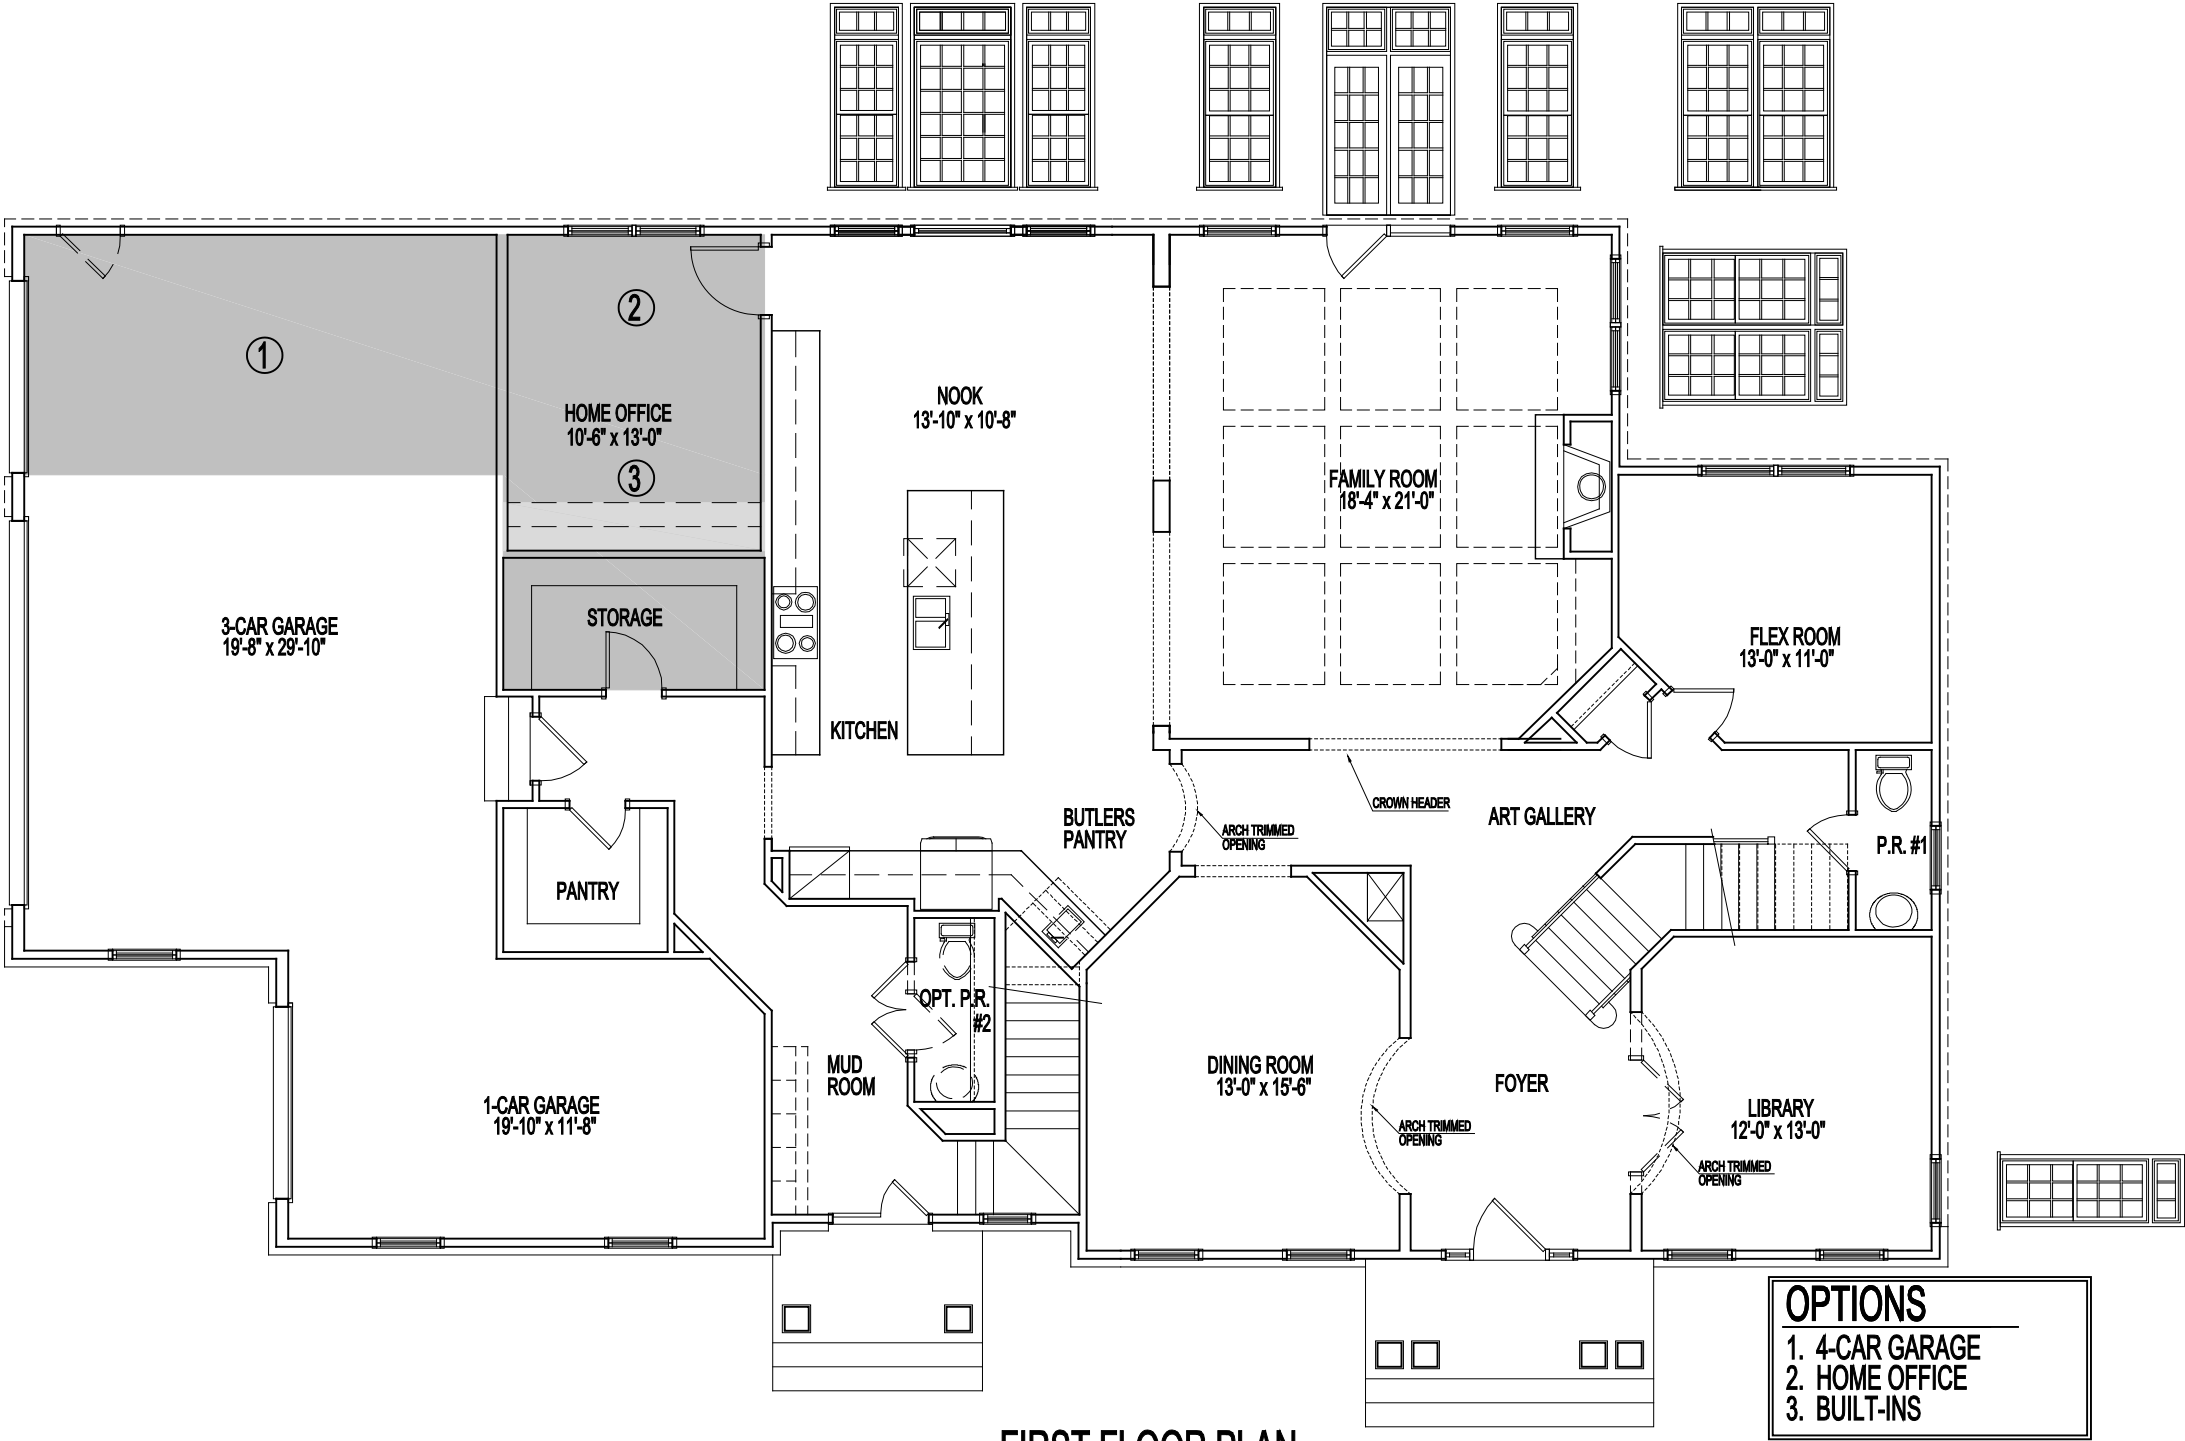 1
2
HOME OFFICE
10'-6" x 13'-0"
3
NOOK
13'-10" x 10'-8"
FAMILY ROOM
18'-4" x 21'-0"
3-CAR GARAGE
19'-8" x 29'-10"
STORAGE
FLEX ROOM
13'-0" x 11'-0"
KITCHEN
CROWN HEADER
BUTLERS
PANTRY
ARCH TRIMMED
OPENING
ART GALLERY
P.R. #1
PANTRY
OPT. P.R.
#2
MUD
ROOM
DINING ROOM
13'-0" x 15'-6"
FOYER
1-CAR GARAGE
19'-10" x 11'-8"
LIBRARY
12'-0" x 13'-0"
ARCH TRIMMED
OPENING
ARCH TRIMMED
OPENING
OPTIONS
1. 4-CAR GARAGE
2. HOME OFFICE
3. BUILT-INS
FIRST FLOOR PLAN